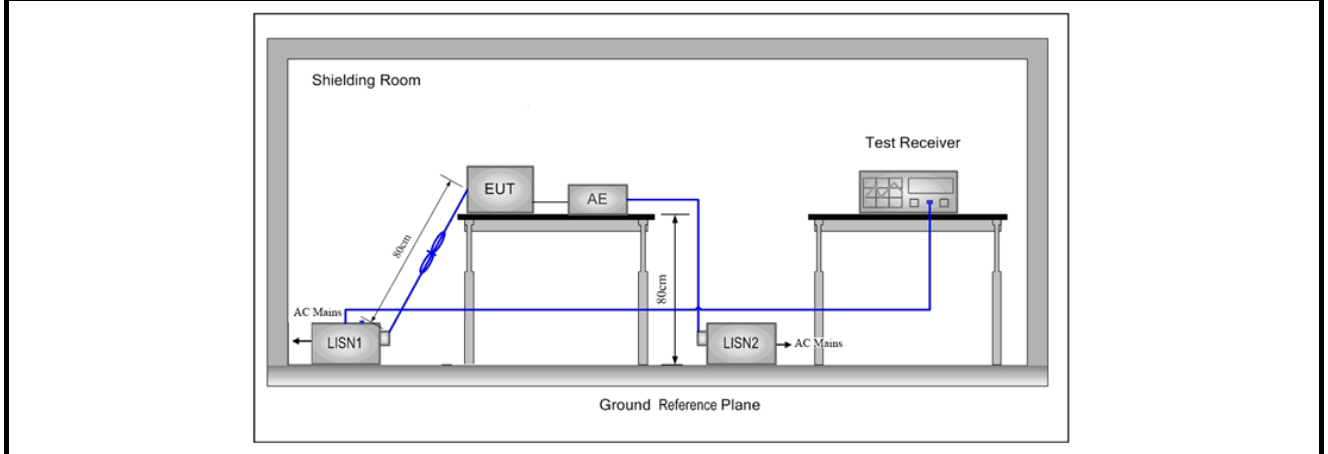 Shielding Room
Test Receiver
EUT
AE
80cm
80cm
AC Mains
LISN1
LISN2
AC Mains
Ground Reference Plane